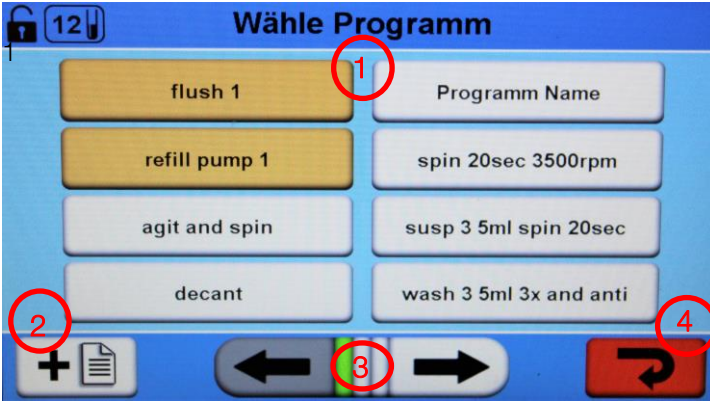 12
Wähle Programm
1
1
flush 1
Programm Name
refill pump 1
spin 20sec 3500rpm
agit and spin
susp 3 5ml spin 20sec
decant
wash 3 5ml 3x and anti
2
3
4